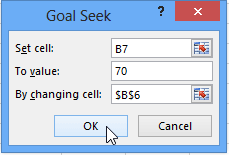 Goal Seek
?
Set cell: B7
To value: 70
By changing cell: $B$6
OK Cancel